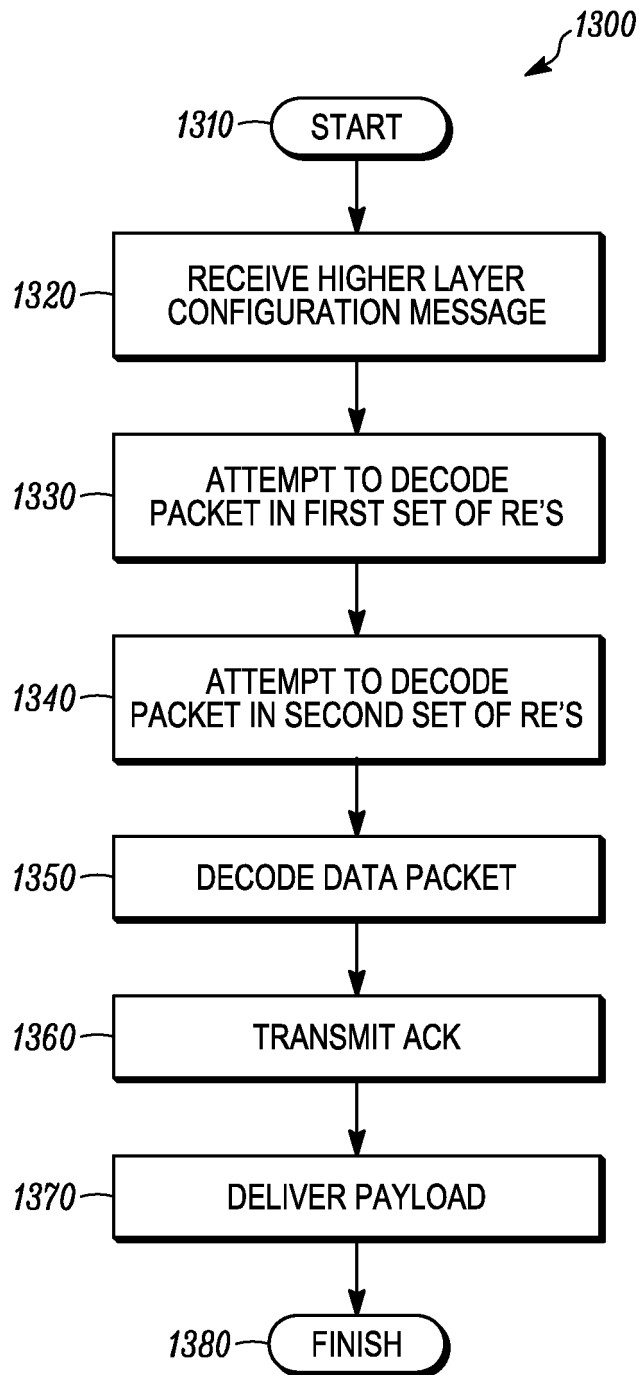 1300
1310
START
1320
RECEIVE HIGHER LAYER
CONFIGURATION MESSAGE
1330
ATTEMPT TO DECODE
PACKET IN FIRST SET OF RE'S
1340
ATTEMPT TO DECODE
PACKET IN SECOND SET OF RE'S
1350
DECODE DATA PACKET
1360
TRANSMIT ACK
1370
DELIVER PAYLOAD
1380
FINISH